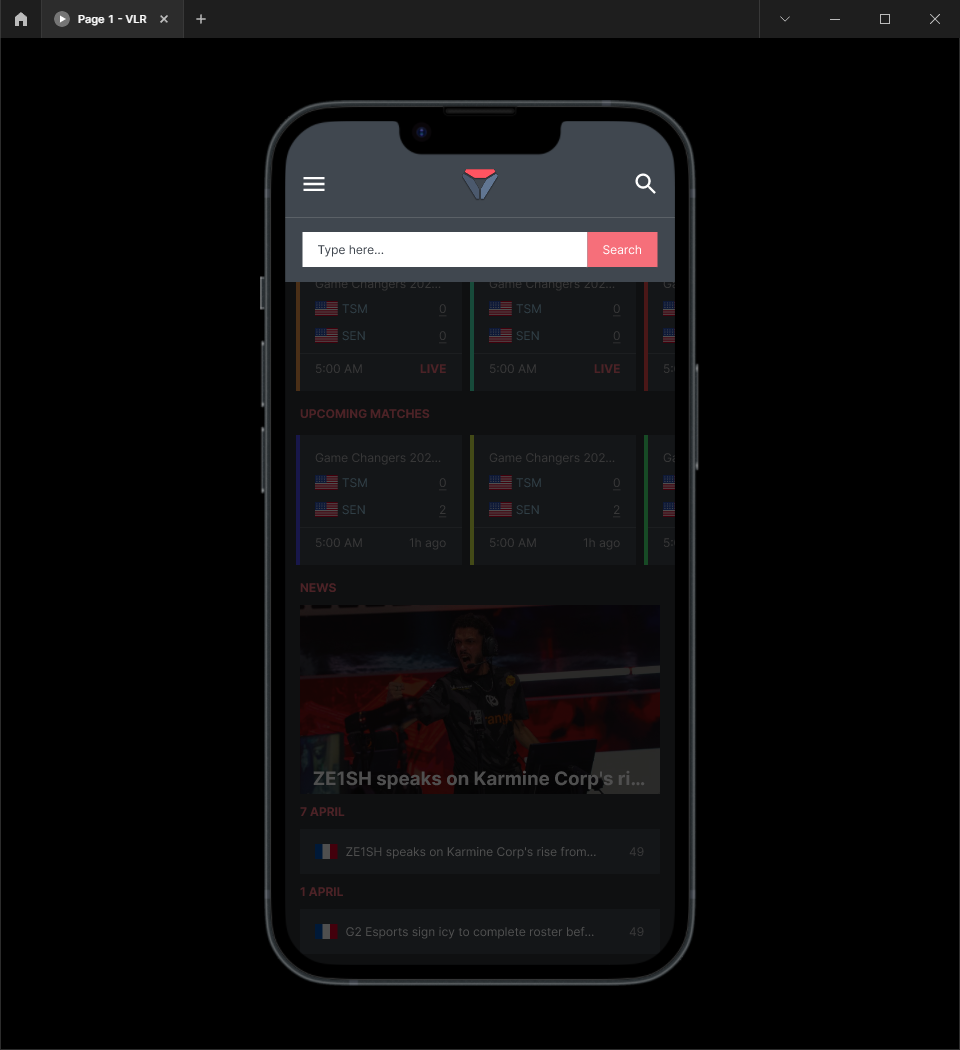 Page 1 - VLR
Type here...
Search
Game Changers 202...
Game Changers 202...
Ga
TSM 0
TSM 0
SEN 0
SEN 0
5:00 AM LIVE
5:00 AM LIVE
5:
UPCOMING MATCHES
Game Changers 202...
Game Changers 202...
Ga
TSM 0
TSM 0
SEN 2
SEN 2
5:00 AM 1h ago
5:00 AM 1h ago
5:
NEWS
ZE1SH speaks on Karmine Corp's ri...
7 APRIL
ZE1SH speaks on Karmine Corp's rise from... 49
1 APRIL
G2 Esports sign icy to complete roster bef... 49